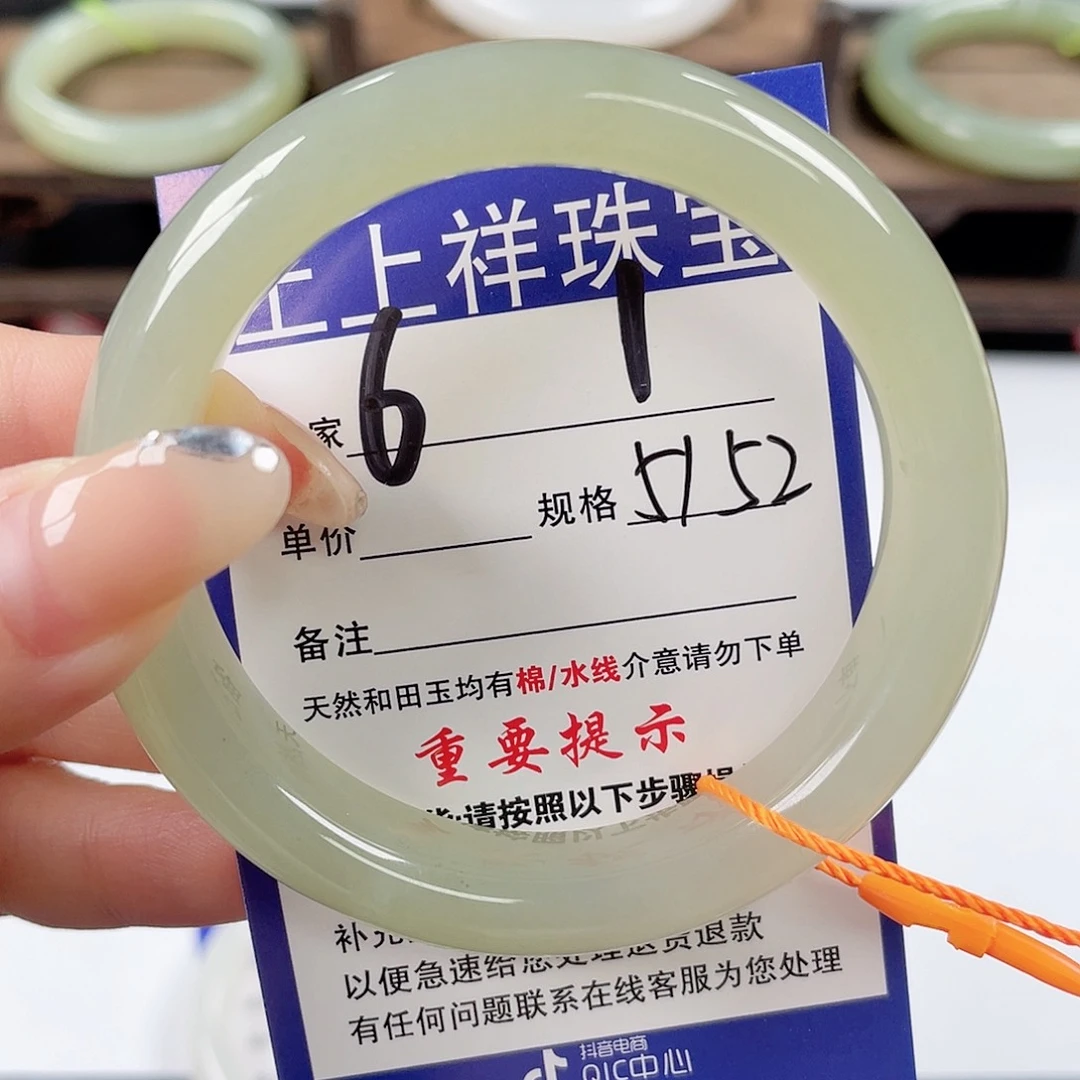 上祥珠宝
6 1
家
规格 51 52
单价
备注
天然和田玉均有棉/水线介意请勿下单
重要提示
请按照以下步骤
补充
以便急速给您处理退货退款
有任何问题联系在线客服为您处理
抖音电商
QIC中心